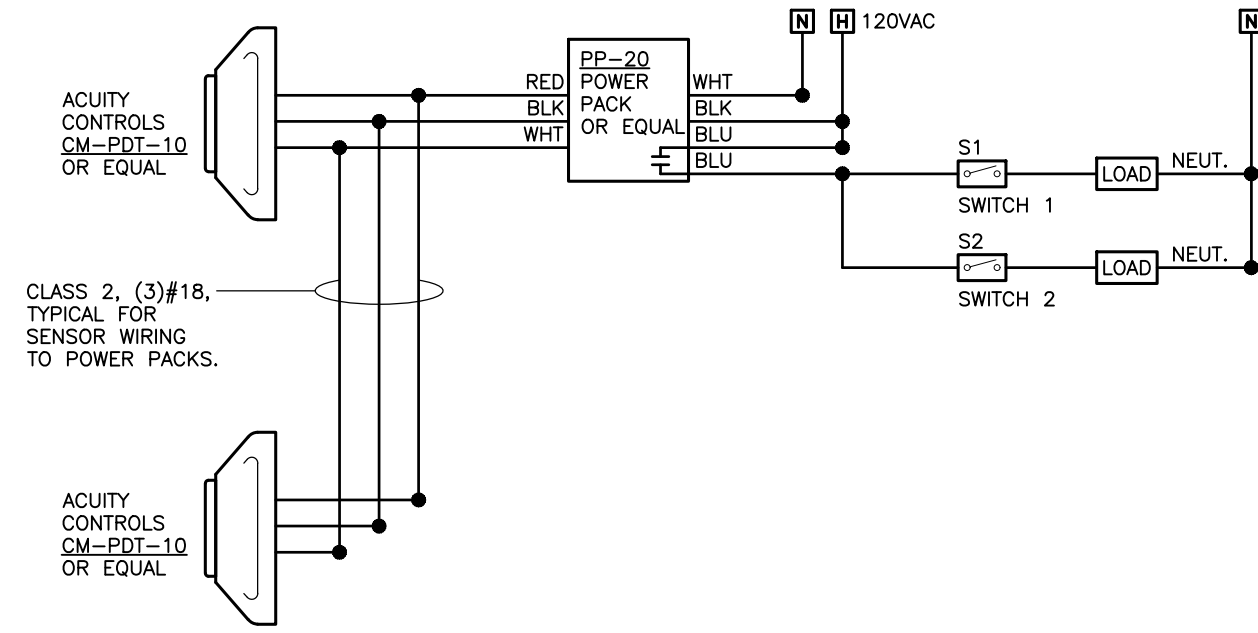 N
H 120VAC
N
ACUITY
CONTROLS
CM-PDT-10
OR EQUAL
RED
BLK
WHT
PP-20
POWER
PACK
OR EQUAL
WHT
BLK
BLU
BLU
S1
SWITCH 1
LOAD
NEUT.
S2
SWITCH 2
LOAD
NEUT.
CLASS 2, (3)#18,
TYPICAL FOR
SENSOR WIRING
TO POWER PACKS.
ACUITY
CONTROLS
CM-PDT-10
OR EQUAL